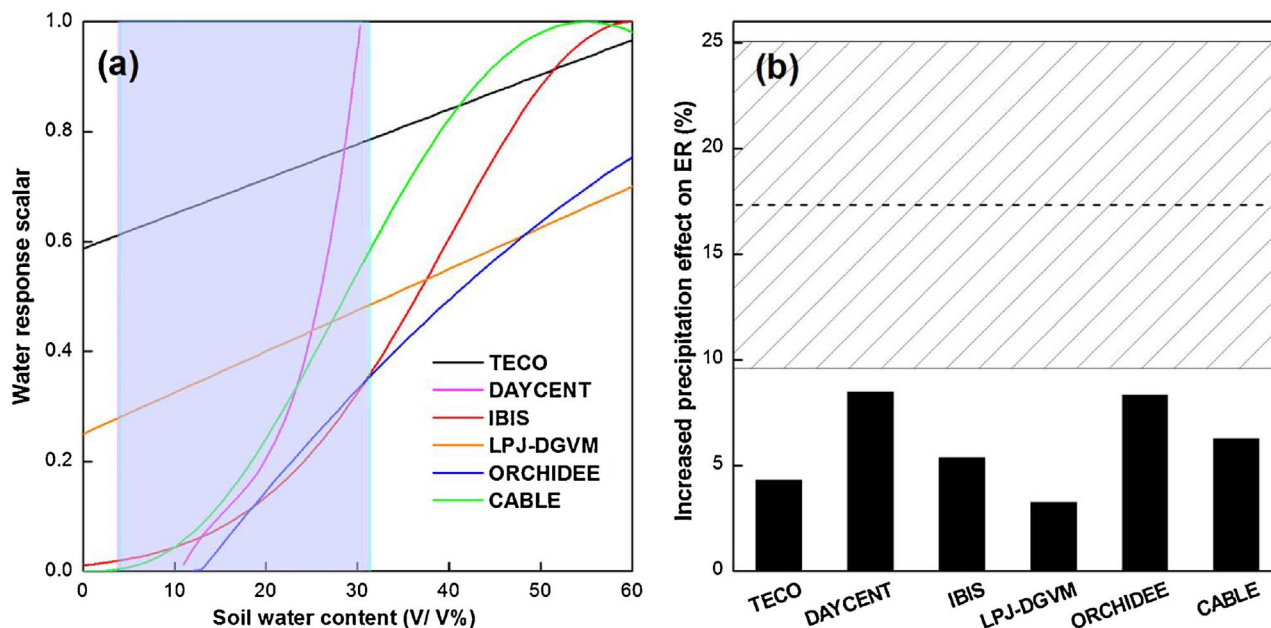 (a)
Water response scalar
1.0
0.8
0.6
0.4
0.2
0.0
TECO
DAYCENT
IBIS
LPJ-DGVM
ORCHIDEE
CABLE
0 10 20 30 40 50 60
Soil water content (V/ V%)
(b)
Increased precipitation effect on ER (%)
25
20
15
10
5
0
TECO
DAYCENT
IBIS
LPJ-DGVM
ORCHIDEE
CABLE